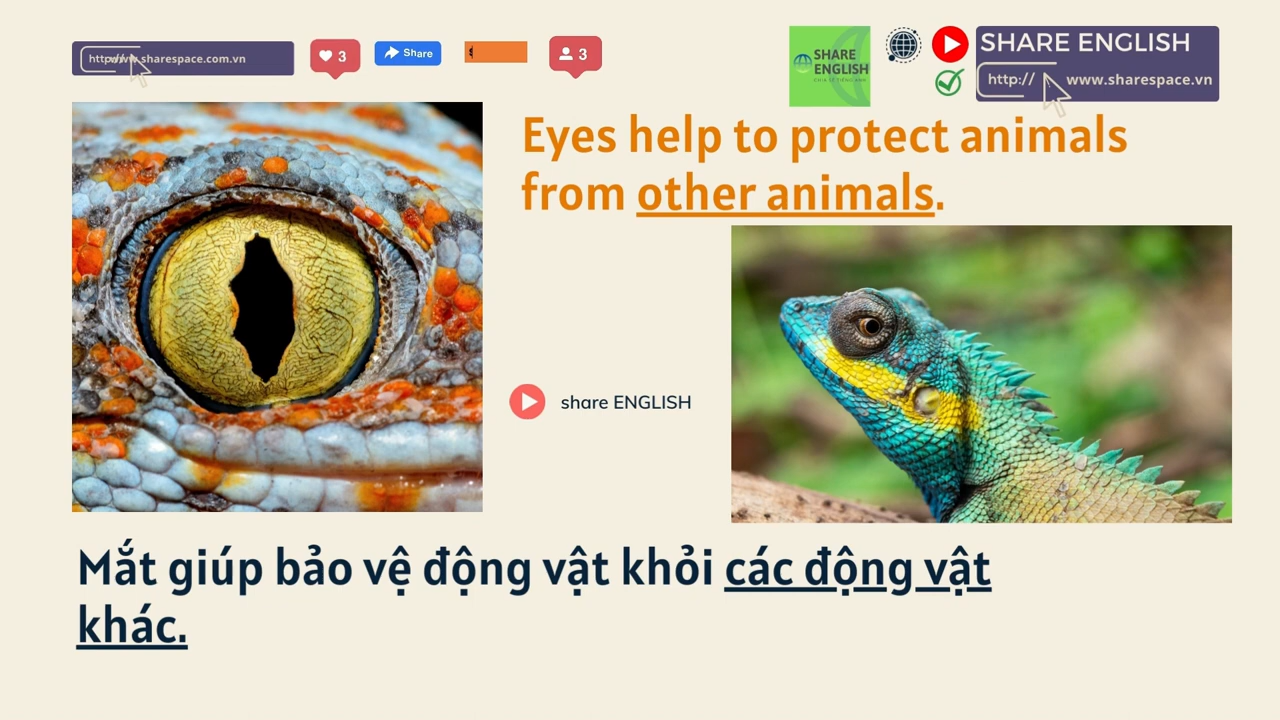 www.sharespace.com.vn
3
Share
3
SHARE
ENGLISH
SHARE ENGLISH
http:// www.sharespace.vn
Eyes help to protect animals
from other animals.
share ENGLISH
Mắt giúp bảo vệ động vật khỏi các động vật
khác.